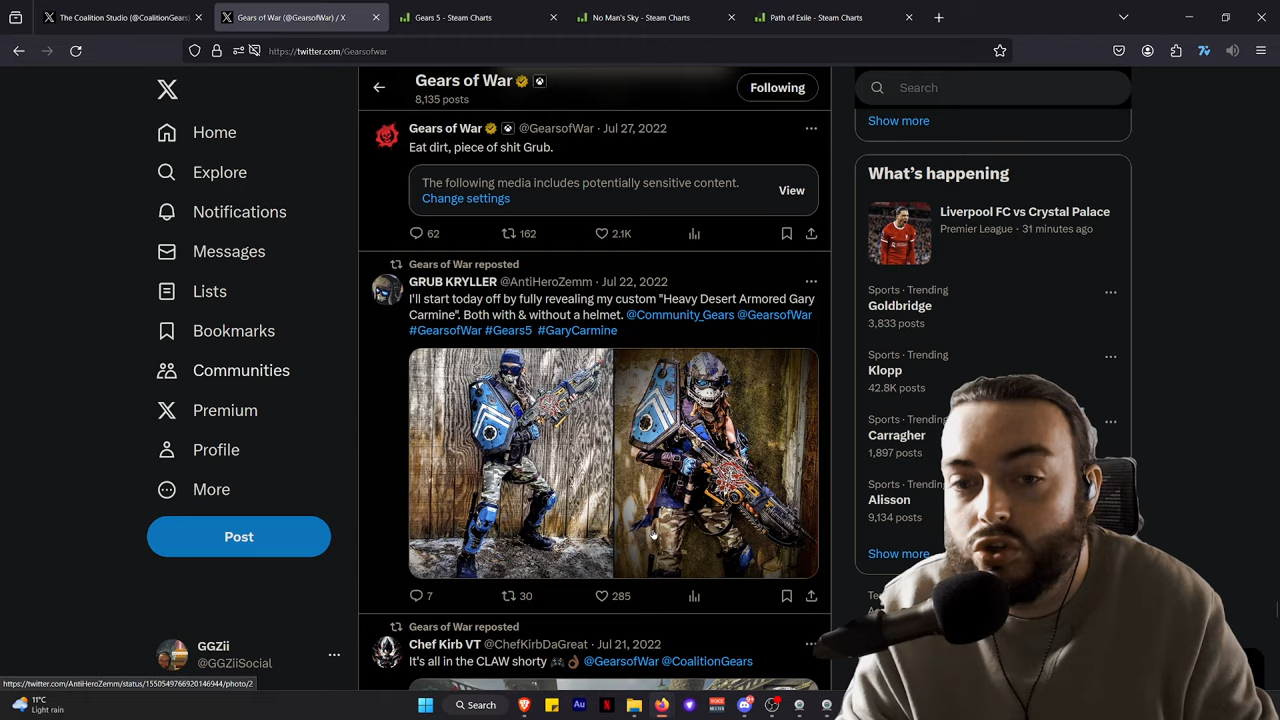 The Coalition Studio (@CoalitionGears
Gears of War (@GearsofWar) / X
Gears 5 - Steam Charts
No Man's Sky - Steam Charts
Path of Exile - Steam Charts
https://twitter.com/Gearsofwar
Home
Explore
Notifications
Messages
Lists
Bookmarks
Communities
Premium
Profile
More
Post
GGZii
@GGZiiSocial
Gears of War
8,135 posts
Following
Gears of War @GearsofWar · Jul 27, 2022
Eat dirt, piece of shit Grub.
The following media includes potentially sensitive content.
Change settings
View
62 162 2.1K
Gears of War reposted
GRUB KRYLLER @AntiHeroZemm · Jul 22, 2022
I'll start today off by fully revealing my custom "Heavy Desert Armored Gary
Carmine". Both with & without a helmet. @Community_Gears @GearsofWar
#GearsofWar #Gears5 #GaryCarmine
7 30 285
Gears of War reposted
Chef Kirb VT @ChefKirbDaGreat · Jul 21, 2022
It's all in the CLAW shorty @GearsofWar @CoalitionGears
Search
Show more
What's happening
Liverpool FC vs Crystal Palace
Premier League · 31 minutes ago
Sports · Trending
Goldbridge
3,833 posts
Sports · Trending
Klopp
42.8K posts
Sports · Trending
Carragher
1,897 posts
Sports · Trending
Alisson
9,134 posts
Show more
https://twitter.com/AntiHeroZemm/status/1550549766920146944/photo/2
11°C
Light rain
Search